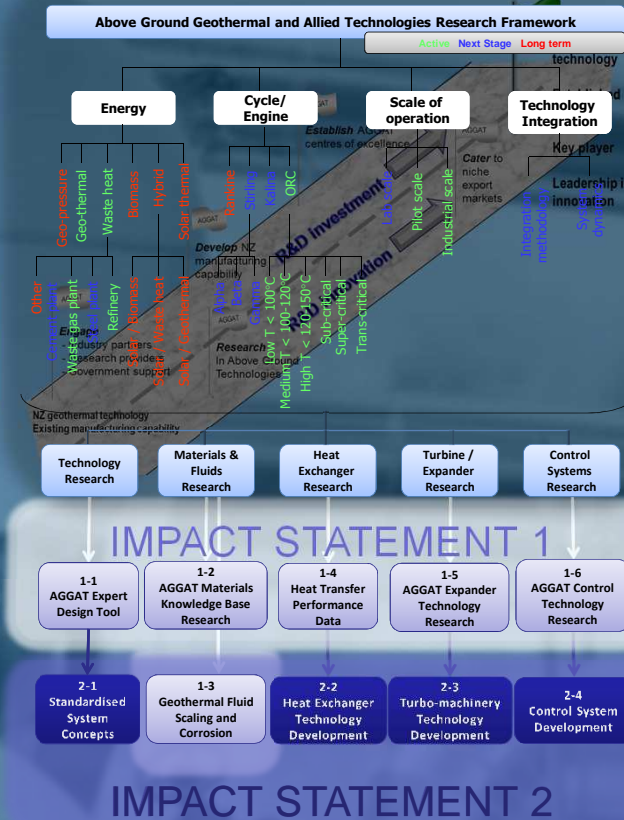 Above Ground Geothermal and Allied Technologies Research Framework
Active Next Stage Long term
technology
Energy
Cycle/
Engine
Scale of
operation
Technology
Integration
Establish AGGAT
centres of excellence
Key player
Leadership i
innovation
Cater to
niche
export
markets
Geo-pressure
Geo-thermal
Waste heat
Biomass
Hybrid
Solar thermal
Rankine
Stirling
Kalina
ORC
Lab scale
Pilot scale
Industrial scale
Integration
methodology
System
dynamic
AGGAT
R&D investment
R&D innovation
Develop NZ
manufacturing
capability
Other
Cement plant
Waste gas plant
plant
Refinery
Solar / Biomass
Solar / Waste heat
Solar / Geothermal
Alpha
Beta
Gamma
Low T < 100°C
Medium T < 100-120°C
High T < 120-150°C
Sub-critical
Super-critical
Trans-critical
AGGAT
Engage
- Industry partners
- Research providers
- Government support
Research
In Above Ground
Technologies
NZ geothermal technology
Existing manufacturing capability
Technology
Research
Materials &
Fluids
Research
Heat
Exchanger
Research
Turbine /
Expander
Research
Control
Systems
Research
IMPACT STATEMENT 1
1-1
AGGAT Expert
Design Tool
1-2
AGGAT Materials
Knowledge Base
Research
1-4
Heat Transfer
Performance
Data
1-5
AGGAT Expander
Technology
Research
1-6
AGGAT Control
Technology
Research
2-1
Standardised
System
Concepts
1-3
Geothermal Fluid
Scaling and
Corrosion
2-2
Heat Exchanger
Technology
Development
2-3
Turbo-machinery
Technology
Development
2-4
Control System
Development
IMPACT STATEMENT 2